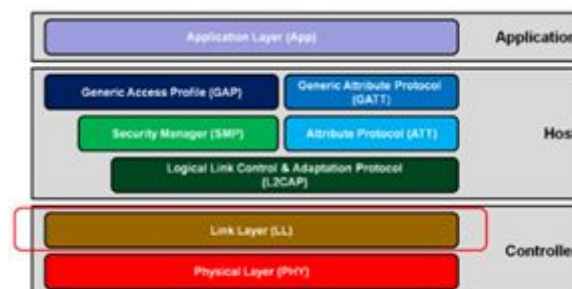 Application Layer (App)
Application
Generic Access Profile (GAP)
Generic Attribute Protocol
(GATT)
Security Manager (SMP)
Attribute Protocol (ATT)
Hos
Logical Link Control & Adaptation Protocol
(L2CAP)
Link Layer (LL)
Controlle
Physical Layer (PHY)